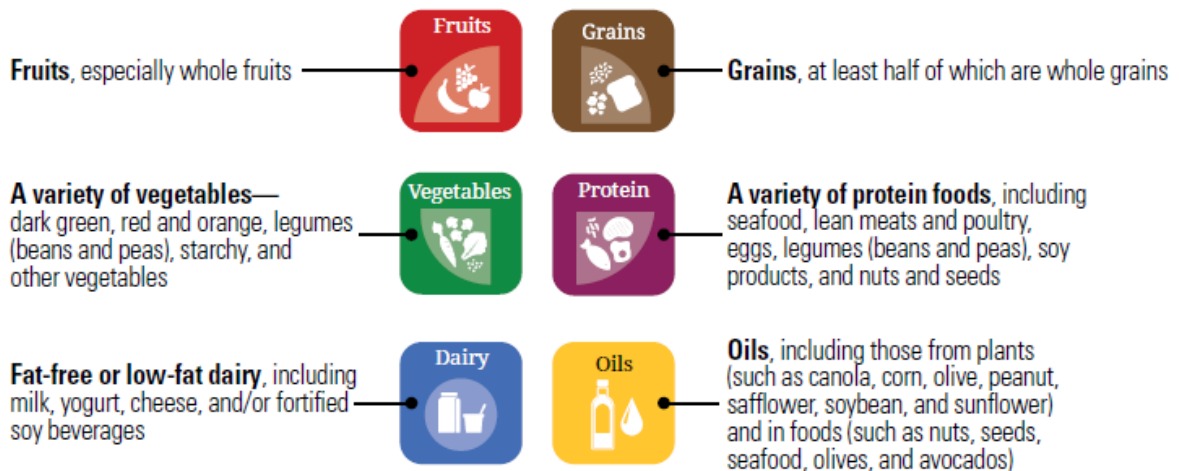 Fruits
Grains
Fruits, especially whole fruits
Grains, at least half of which are whole grains
Vegetables
Protein
A variety of vegetables—
dark green, red and orange, legumes
(beans and peas), starchy, and
other vegetables
A variety of protein foods, including
seafood, lean meats and poultry,
eggs, legumes (beans and peas), soy
products, and nuts and seeds
Dairy
Oils
Fat-free or low-fat dairy, including
milk, yogurt, cheese, and/or fortified
soy beverages
Oils, including those from plants
(such as canola, corn, olive, peanut,
safflower, soybean, and sunflower)
and in foods (such as nuts, seeds,
seafood, olives, and avocados)